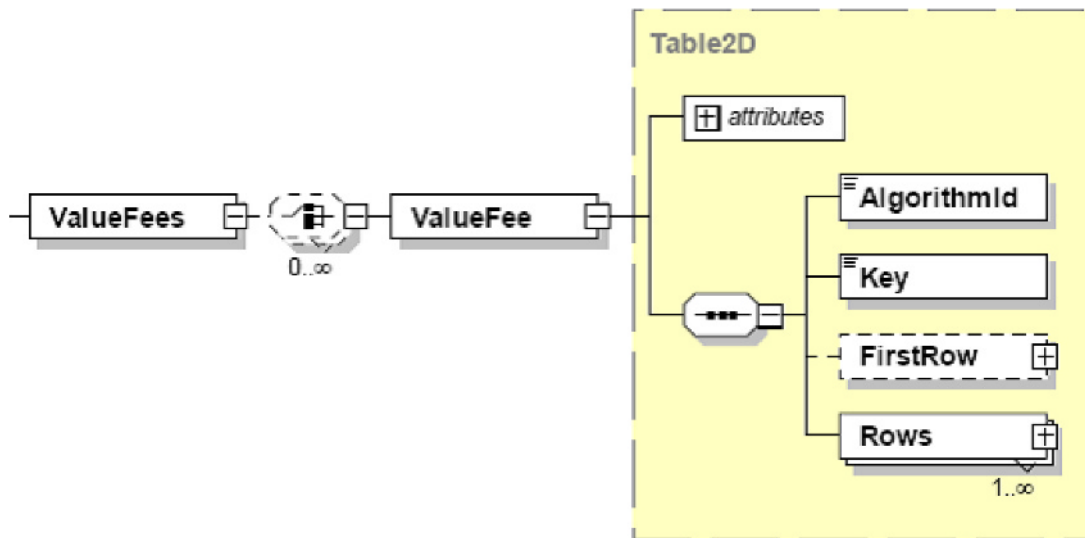 Table2D
attributes
ValueFees
0..∞
ValueFee
AlgorithmId
Key
FirstRow
Rows
1..∞